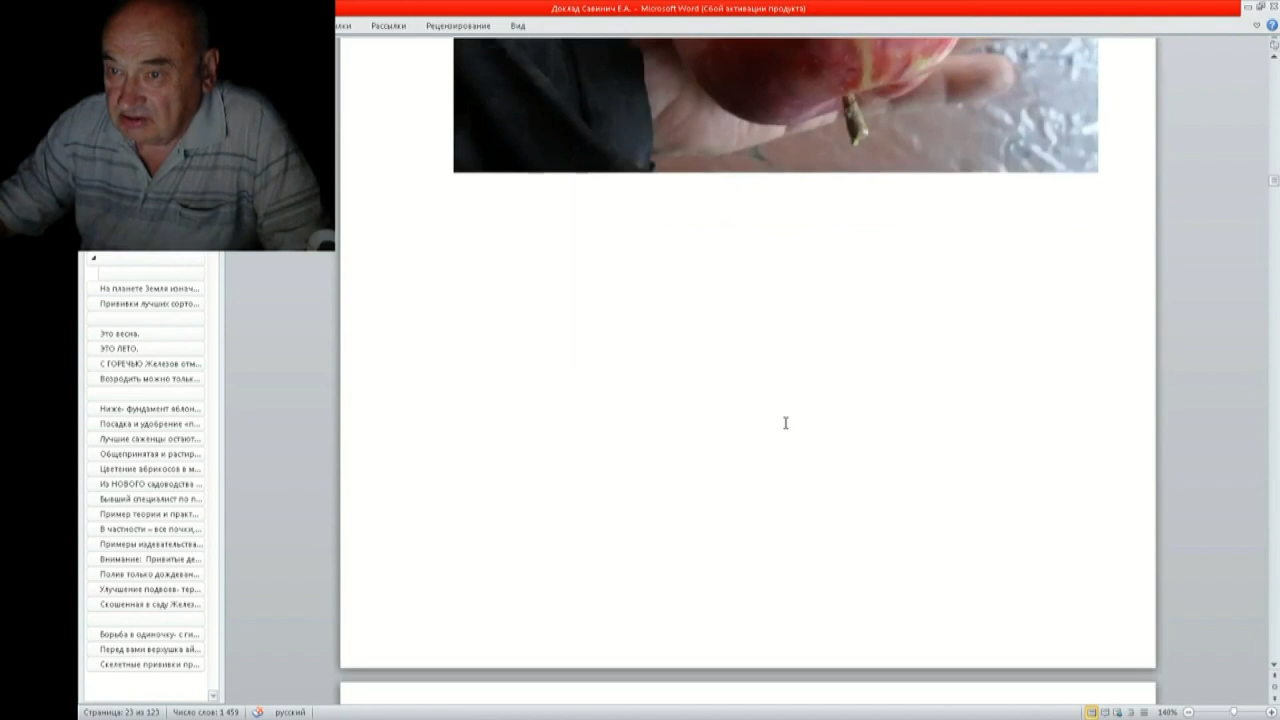 Доклад Савинич Е.А. - Microsoft Word (Сбой активации продукта)
лки Рассылки Рецензирование Вид
На планете Земля изнач...
Прививки лучших сорто...
Это весна.
ЭТО ЛЕТО.
С ГОРЕЧЬЮ Железов отм...
Возродить можно тольк...
Ниже- фундамент яблон...
Посадка и удобрение «п...
Лучшие саженцы остают...
Общепринятая и растир...
Цветение абрикосов в м...
Из НОВОГО садоводства ...
Бывший специалист по п...
Пример теории и практ...
В частности – все почки,...
Примеры издевательства...
Внимание: Привитые де...
Полив только дождеван...
Улучшение подвоев- тер...
Скошенная в саду Желез...
Борьба в одиночку- с ги...
Перед вами верхушка ай...
Скелетные прививки пр...
Страница: 23 из 123 Число слов: 1 459 русский 140%